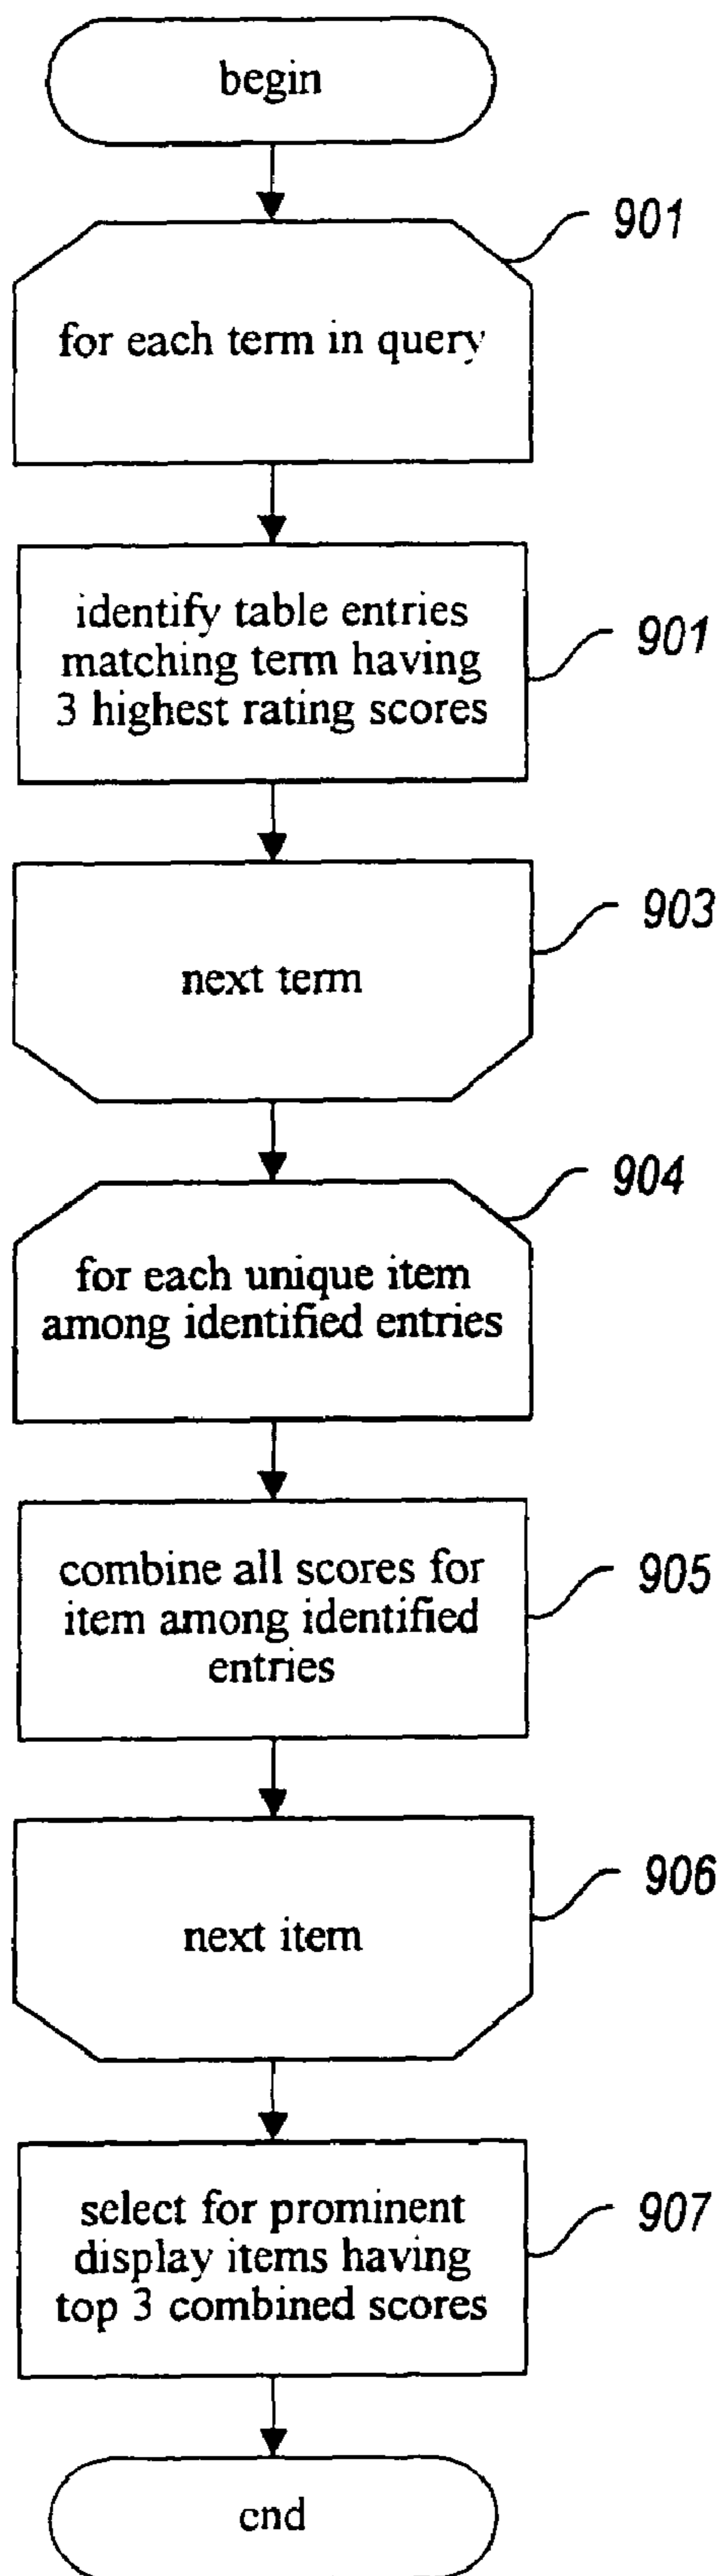 begin
901
for each term in query
identify table entries
matching term having
3 highest rating scores
901
903
next term
904
for each unique item
among identified entries
combine all scores for
item among identified
entries
905
906
next item
select for prominent
display items having
top 3 combined scores
907
end